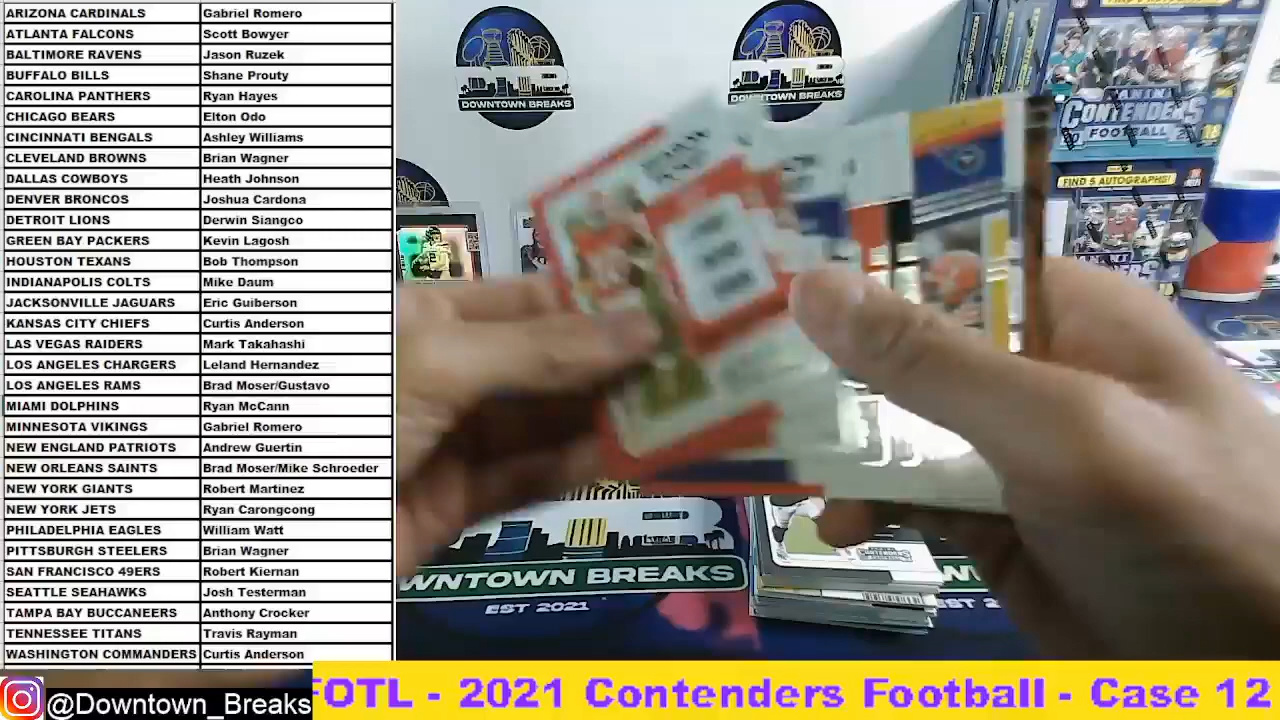 ARIZONA CARDINALS Gabriel Romero
ATLANTA FALCONS Scott Bowyer
BALTIMORE RAVENS Jason Ruzek
BUFFALO BILLS Shane Prouty
CAROLINA PANTHERS Ryan Hayes
CHICAGO BEARS Elton Odo
CINCINNATI BENGALS Ashley Williams
CLEVELAND BROWNS Brian Wagner
DALLAS COWBOYS Heath Johnson
DENVER BRONCOS Joshua Cardona
DETROIT LIONS Derwin Siangco
GREEN BAY PACKERS Kevin Lagosh
HOUSTON TEXANS Bob Thompson
INDIANAPOLIS COLTS Mike Daum
JACKSONVILLE JAGUARS Eric Guiberson
KANSAS CITY CHIEFS Curtis Anderson
LAS VEGAS RAIDERS Mark Takahashi
LOS ANGELES CHARGERS Leland Hernandez
LOS ANGELES RAMS Brad Moser/Gustavo
MIAMI DOLPHINS Ryan McCann
MINNESOTA VIKINGS Gabriel Romero
NEW ENGLAND PATRIOTS Andrew Guertin
NEW ORLEANS SAINTS Brad Moser/Mike Schroeder
NEW YORK GIANTS Robert Martinez
NEW YORK JETS Ryan Carongcong
PHILADELPHIA EAGLES William Watt
PITTSBURGH STEELERS Brian Wagner
SAN FRANCISCO 49ERS Robert Kiernan
SEATTLE SEAHAWKS Josh Testerman
TAMPA BAY BUCCANEERS Anthony Crocker
TENNESSEE TITANS Travis Rayman
WASHINGTON COMMANDERS Curtis Anderson
DTB
DOWNTOWN BREAKS
DTB
DOWNTOWN BREAKS
PANINI
CONTENDERS
FOOTBALL
FIND 5 AUTOGRAPHS!
WNTOWN BREAKS
EST 2021
@Downtown_Breaks
FOTL - 2021 Contenders Football - Case 12